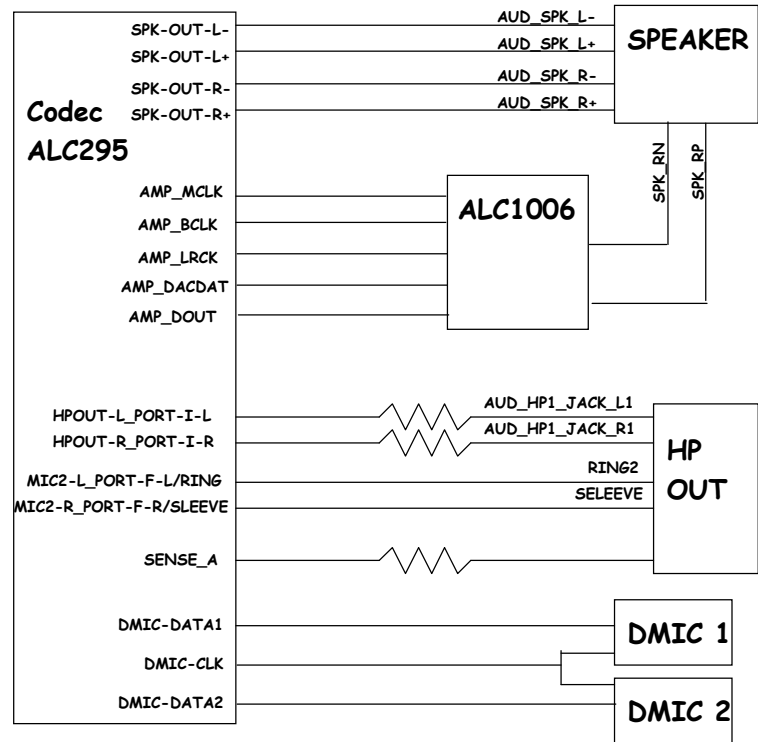 SPK-OUT-L-
AUD_SPK_L-
SPK-OUT-L+
AUD_SPK_L+
SPK-OUT-R-
AUD_SPK_R-
SPK-OUT-R+
AUD_SPK_R+
SPEAKER
Codec
ALC295
SPK_RN
SPK_RP
AMP_MCLK
AMP_BCLK
AMP_LRCK
AMP_DACDAT
AMP_DOUT
ALC1006
HPOUT-L_PORT-I-L
AUD_HP1_JACK_L1
HPOUT-R_PORT-I-R
AUD_HP1_JACK_R1
MIC2-L_PORT-F-L/RING
RING2
MIC2-R_PORT-F-R/SLEEVE
SELEEVE
HP
OUT
SENSE_A
DMIC-DATA1
DMIC 1
DMIC-CLK
DMIC-DATA2
DMIC 2